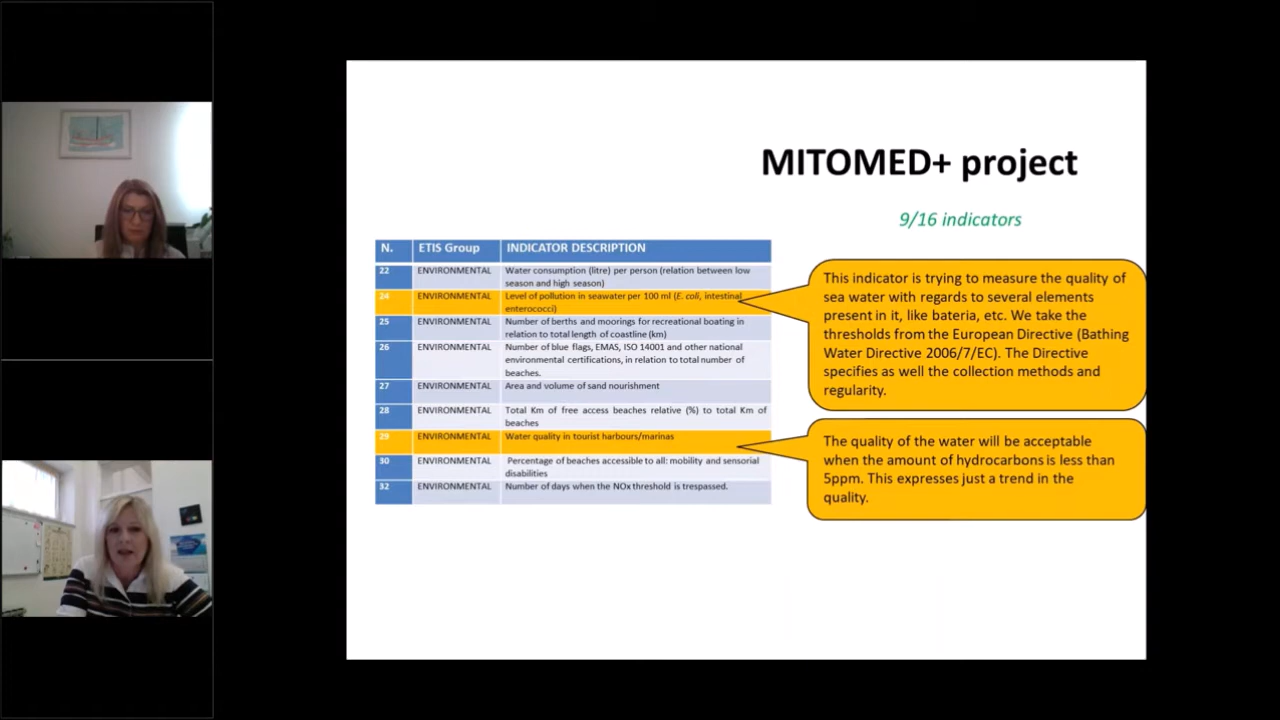 MITOMED+ project
9/16 indicators
N. ETIS Group INDICATOR DESCRIPTION
22 ENVIRONMENTAL Water consumption (litre) per person (relation between low
season and high season)
24 ENVIRONMENTAL Level of pollution in seawater per 100 ml (E. coli, intestinal
enterococci)
25 ENVIRONMENTAL Number of berths and moorings for recreational boating in
relation to total length of coastline (km)
26 ENVIRONMENTAL Number of blue flags, EMAS, ISO 14001 and other national
environmental certifications, in relation to total number of
beaches.
27 ENVIRONMENTAL Area and volume of sand nourishment
28 ENVIRONMENTAL Total Km of free access beaches relative (%) to total Km of
beaches
29 ENVIRONMENTAL Water quality in tourist harbours/marinas
30 ENVIRONMENTAL Percentage of beaches accessible to all: mobility and sensorial
disabilities
32 ENVIRONMENTAL Number of days when the NOx threshold is trespassed.
This indicator is trying to measure the quality of
sea water with regards to several elements
present in it, like bateria, etc. We take the
thresholds from the European Directive (Bathing
Water Directive 2006/7/EC). The Directive
specifies as well the collection methods and
regularity.
The quality of the water will be acceptable
when the amount of hydrocarbons is less than
5ppm. This expresses just a trend in the
quality.